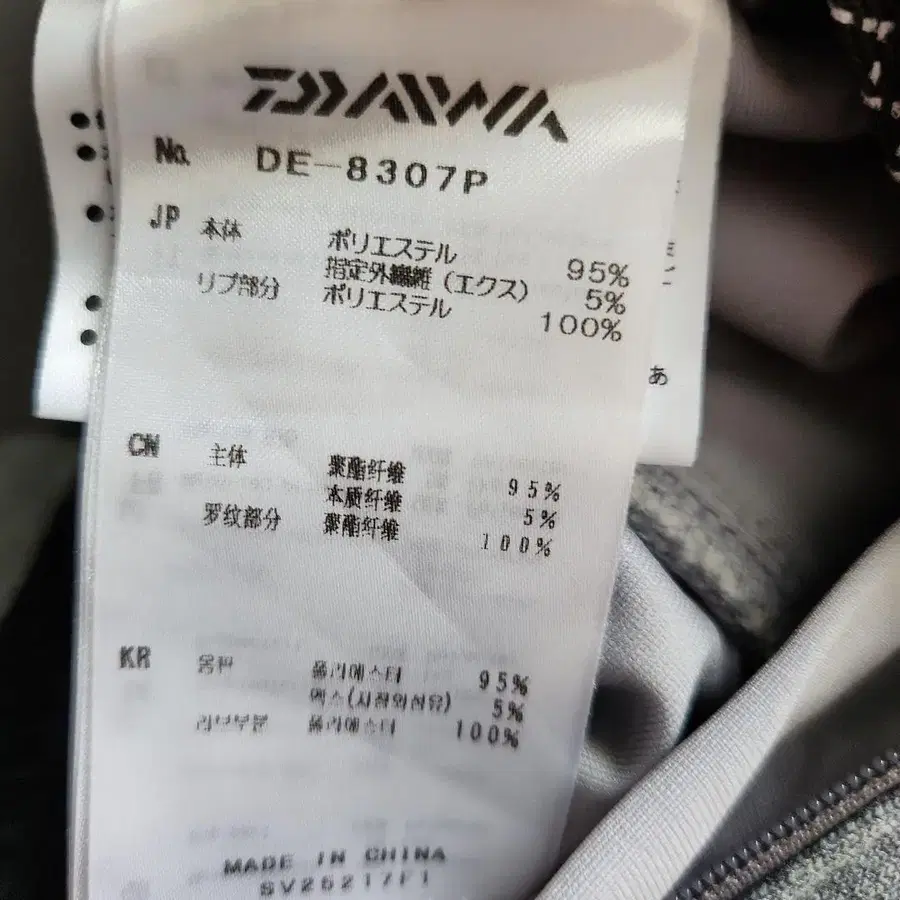 DAIWA
No. DE-8307P
JP 本体 ポリエステル 95%
指定外繊維(エクス) 5%
リブ部分 ポリエステル 100%
あ
CN 主体 聚酯纤维 95%
本质纤维 5%
罗纹部分 聚酯纤维 100%
KR 몸판 폴리에스터 95%
엑스(지정외섬유) 5%
리브부분 폴리에스터 100%
MADE IN CHINA
SV25217F1